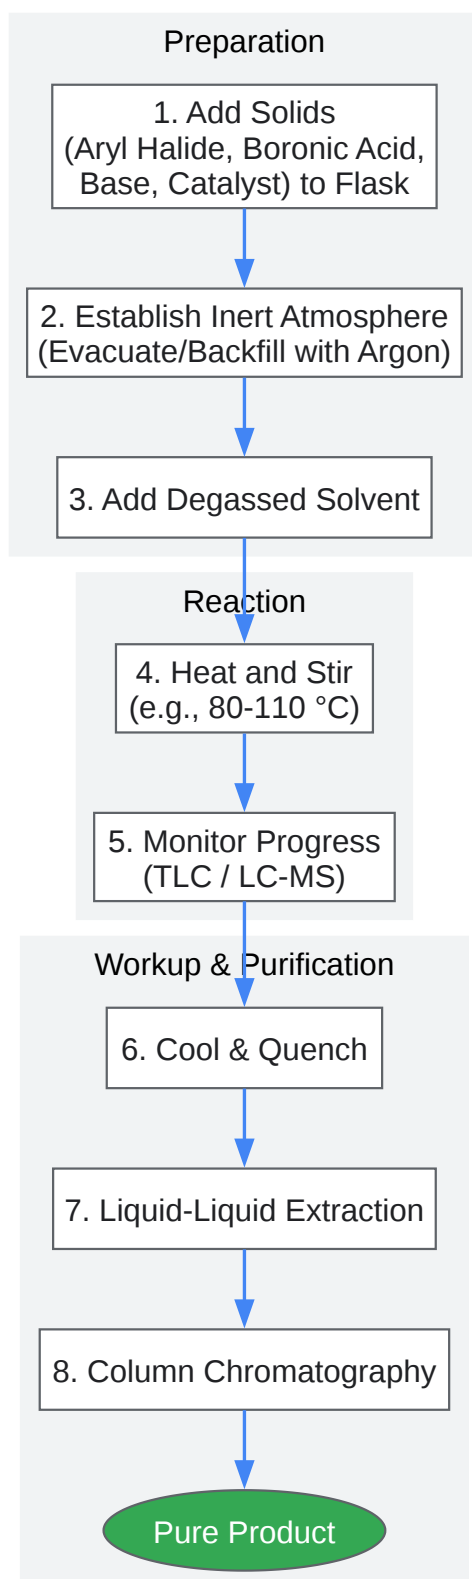 Preparation
1. Add Solids
(Aryl Halide, Boronic Acid,
Base, Catalyst) to Flask
2. Establish Inert Atmosphere
(Evacuate/Backfill with Argon)
3. Add Degassed Solvent
Reaction
4. Heat and Stir
(e.g., 80-110 °C)
5. Monitor Progress
(TLC / LC-MS)
Workup & Purification
6. Cool & Quench
7. Liquid-Liquid Extraction
8. Column Chromatography
Pure Product